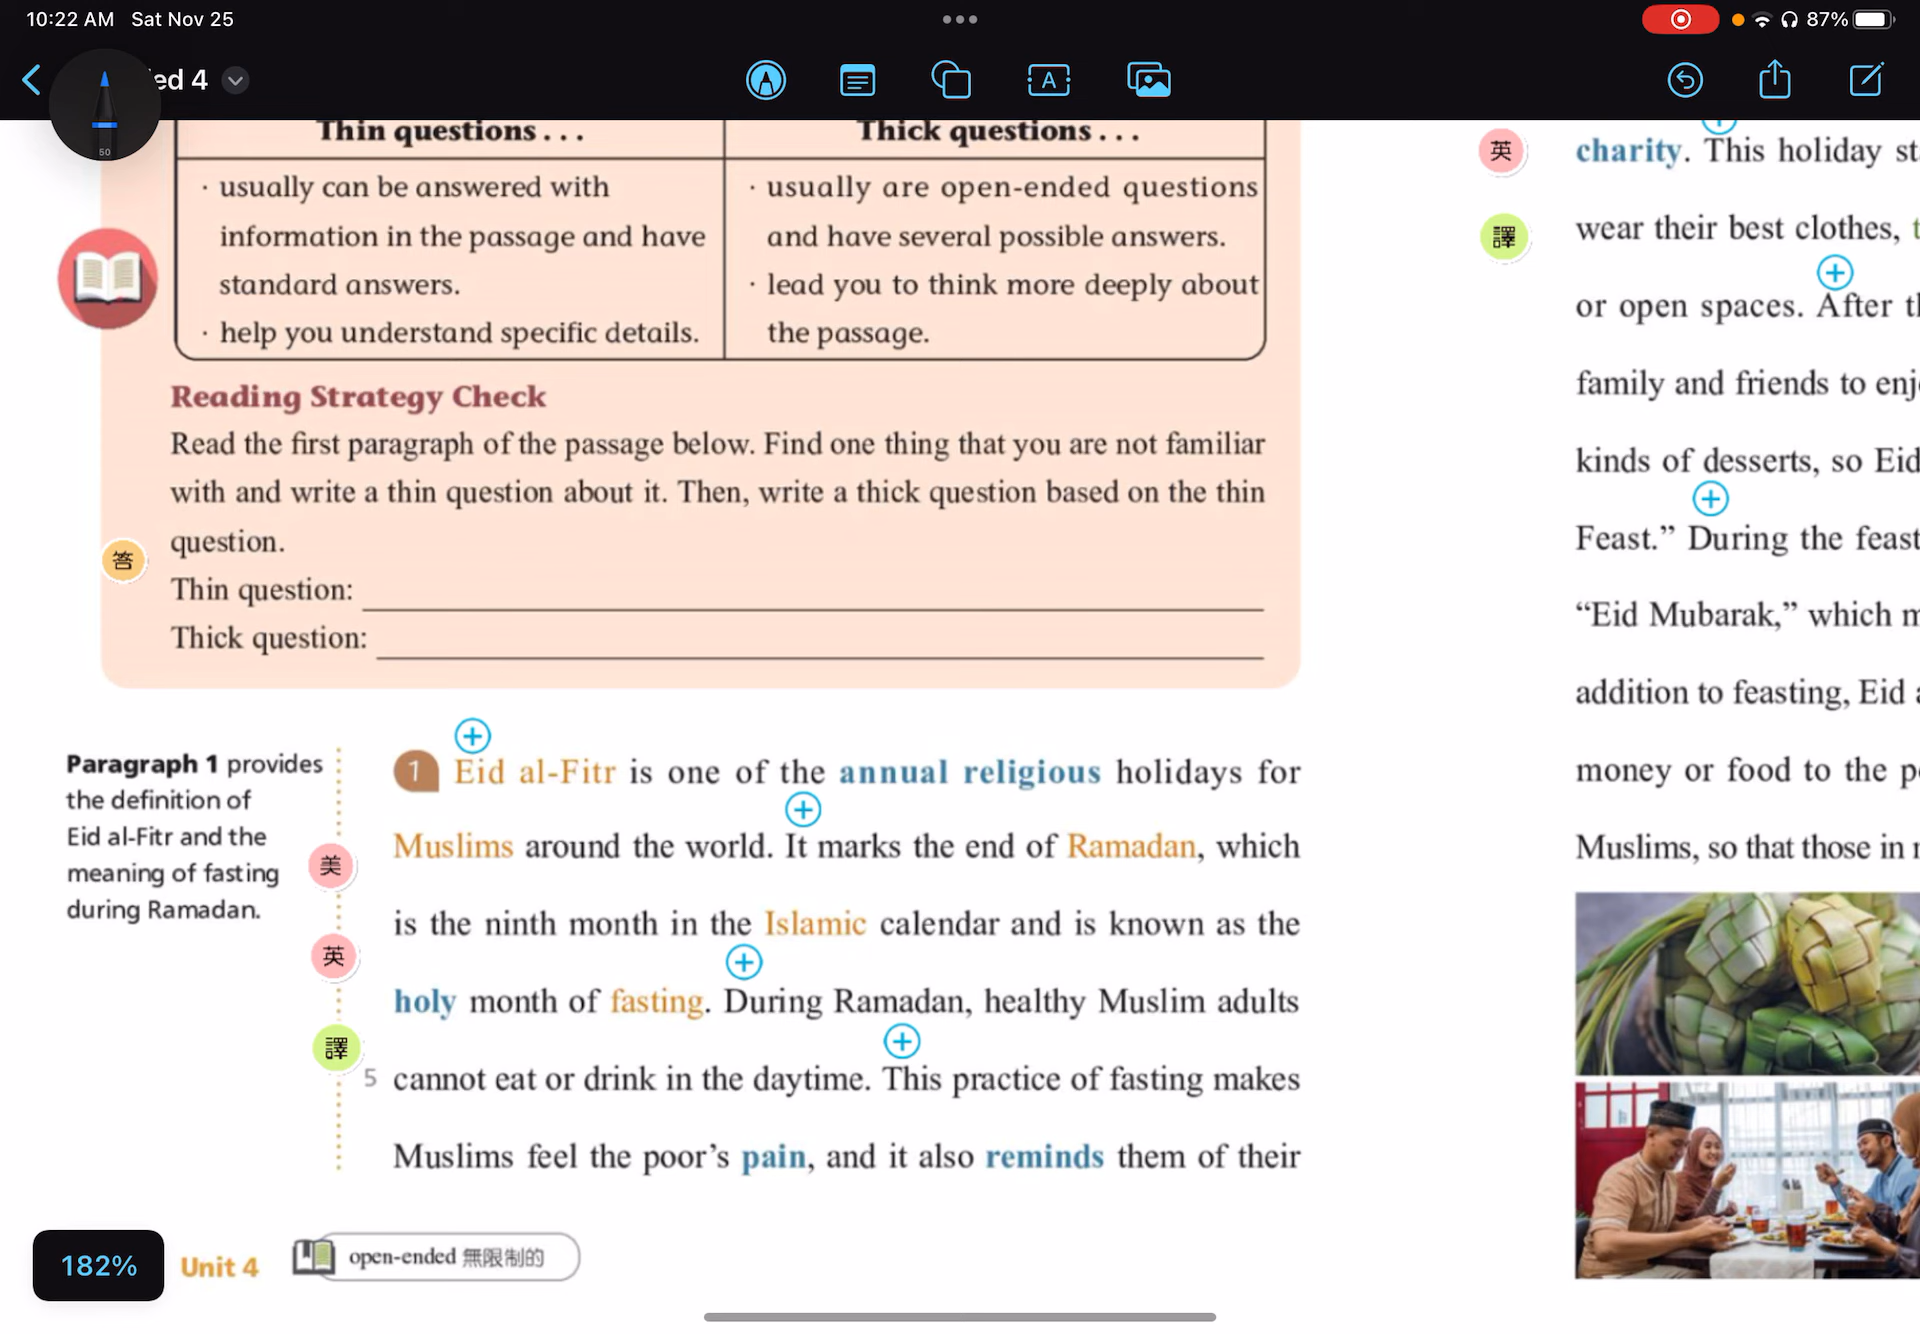 10:22 AM Sat Nov 25
87%
ed 4
50
A
Thin questions . . .
Thick questions . . .
· usually can be answered with
information in the passage and have
standard answers.
· help you understand specific details.
· usually are open-ended questions
and have several possible answers.
· lead you to think more deeply about
the passage.
Reading Strategy Check
Read the first paragraph of the passage below. Find one thing that you are not familiar
with and write a thin question about it. Then, write a thick question based on the thin
question.
答
Thin question:
Thick question:
Paragraph 1 provides
the definition of
Eid al-Fitr and the
meaning of fasting
during Ramadan.
美
英
譯
1 Eid al-Fitr is one of the annual religious holidays for
Muslims around the world. It marks the end of Ramadan, which
is the ninth month in the Islamic calendar and is known as the
holy month of fasting. During Ramadan, healthy Muslim adults
5 cannot eat or drink in the daytime. This practice of fasting makes
Muslims feel the poor's pain, and it also reminds them of their
182%
Unit 4
open-ended 無限制的
英
譯
charity. This holiday st
wear their best clothes, t
or open spaces. After t
family and friends to enj
kinds of desserts, so Eid
Feast.” During the feast
“Eid Mubarak,” which m
addition to feasting, Eid a
money or food to the p
Muslims, so that those in